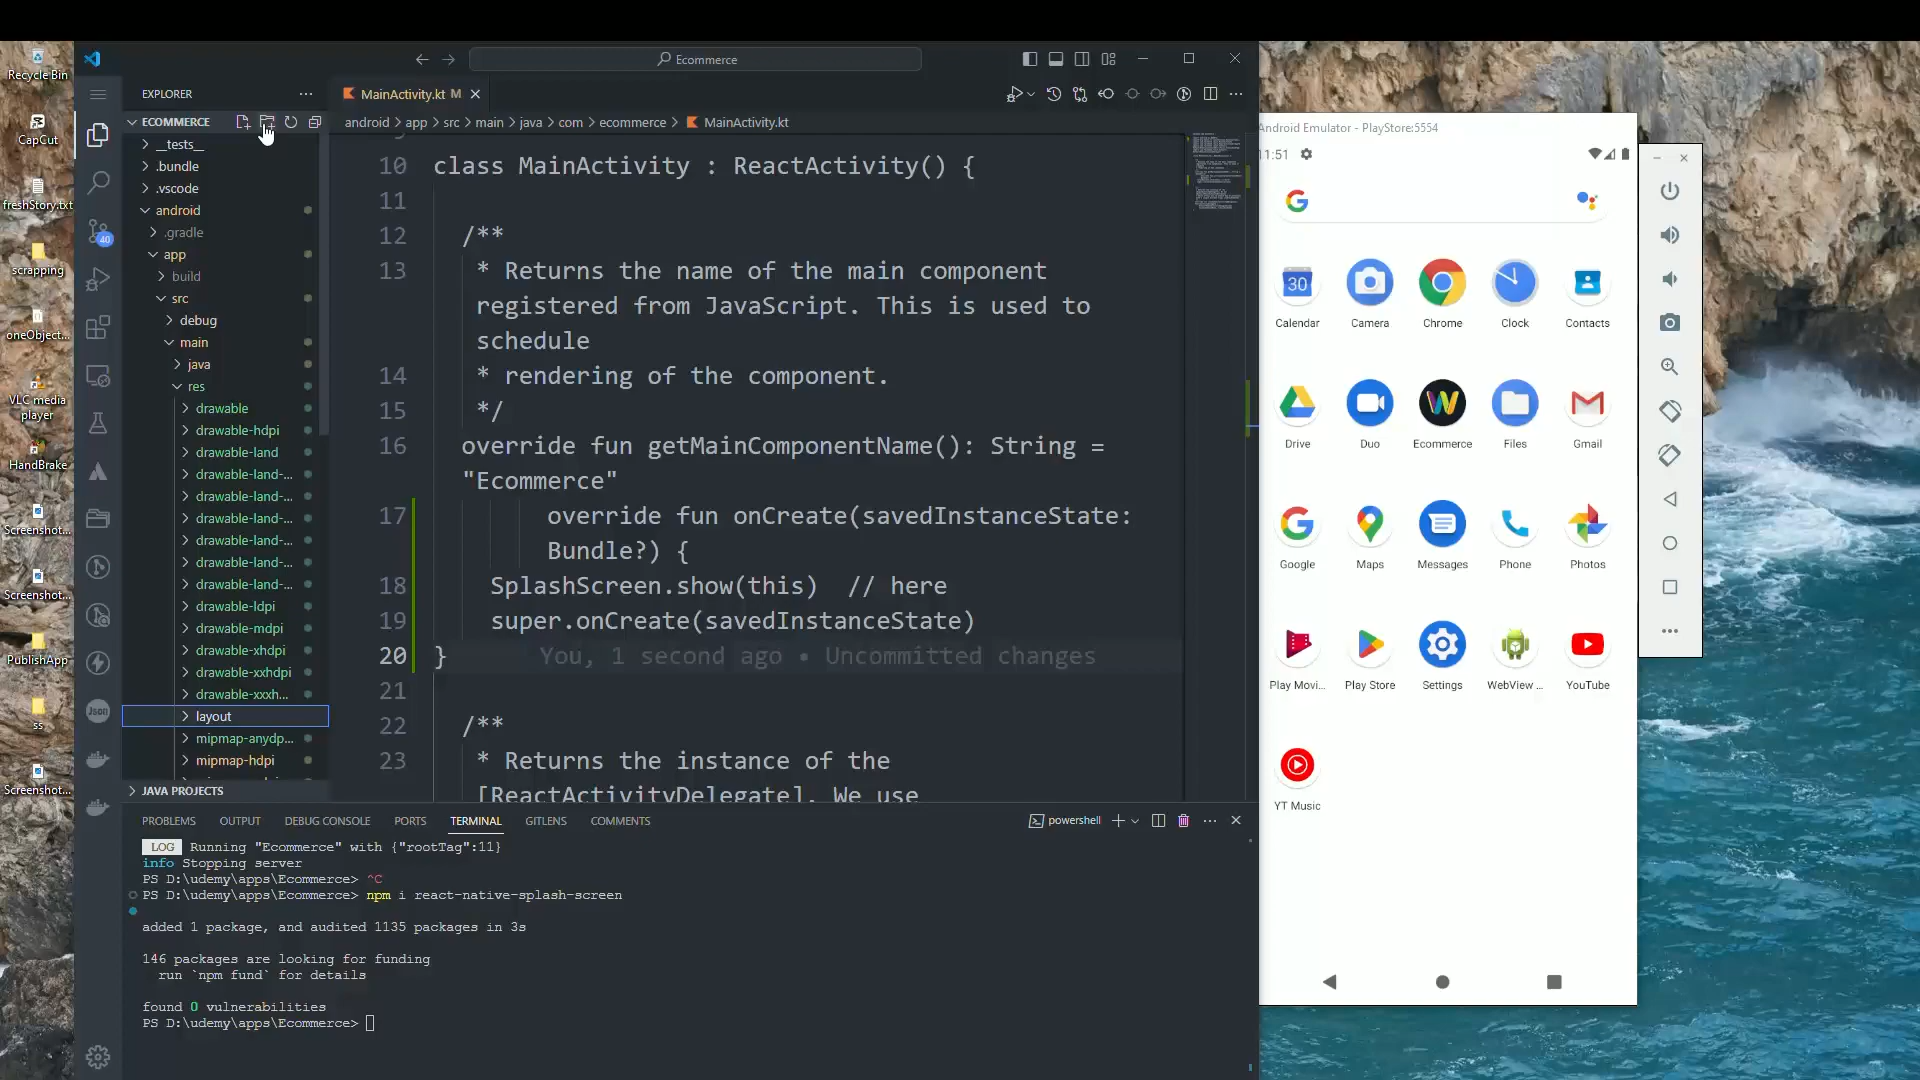 Recycle Bin
CapCut
freshStory.txt
scrapping
oneObject...
VLC media
player
HandBrake
Screenshot...
Screenshot...
PublishApp
ss
Screenshot...
Ecommerce
EXPLORER
ECOMMERCE
__tests__
.bundle
.vscode
android
.gradle
app
build
src
debug
main
java
res
drawable
drawable-hdpi
drawable-land
drawable-land-...
drawable-land-...
drawable-land-...
drawable-land-...
drawable-land-...
drawable-land-...
drawable-ldpi
drawable-mdpi
drawable-xhdpi
drawable-xxhdpi
drawable-xxxh...
layout
mipmap-anydp...
mipmap-hdpi
JAVA PROJECTS
40
Json
MainActivity.kt M
android > app > src > main > java > com > ecommerce > MainActivity.kt
10 class MainActivity : ReactActivity() {
11
12 /**
13 * Returns the name of the main component
registered from JavaScript. This is used to
schedule
14 * rendering of the component.
15 */
16 override fun getMainComponentName(): String =
"Ecommerce"
17 override fun onCreate(savedInstanceState:
Bundle?) {
18 SplashScreen.show(this) // here
19 super.onCreate(savedInstanceState)
20 } You, 1 second ago • Uncommitted changes
21
22 /**
23 * Returns the instance of the
[ReactActivityDelegate]. We use
PROBLEMS OUTPUT DEBUG CONSOLE PORTS TERMINAL GITLENS COMMENTS
powershell
LOG Running "Ecommerce" with {"rootTag":11}
info Stopping server
PS D:\udemy\apps\Ecommerce> ^C
PS D:\udemy\apps\Ecommerce> npm i react-native-splash-screen
added 1 package, and audited 1135 packages in 3s
146 packages are looking for funding
run `npm fund` for details
found 0 vulnerabilities
PS D:\udemy\apps\Ecommerce>
Android Emulator - PlayStore:5554
11:51
30
Calendar Camera Chrome Clock Contacts
Drive Duo Ecommerce Files Gmail
Google Maps Messages Phone Photos
Play Movi... Play Store Settings WebView ... YouTube
YT Music